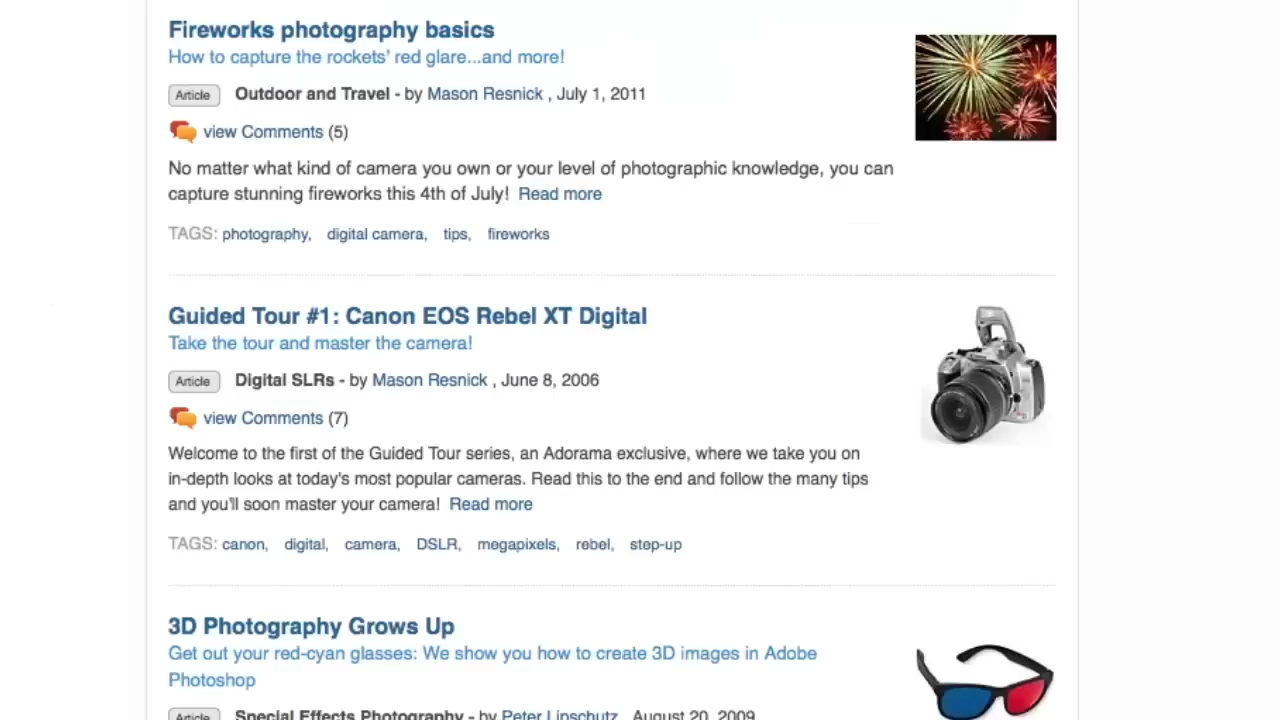 Fireworks photography basics
How to capture the rockets' red glare...and more!
Article Outdoor and Travel - by Mason Resnick , July 1, 2011
view Comments (5)
No matter what kind of camera you own or your level of photographic knowledge, you can
capture stunning fireworks this 4th of July! Read more
TAGS: photography, digital camera, tips, fireworks
Guided Tour #1: Canon EOS Rebel XT Digital
Take the tour and master the camera!
Article Digital SLRs - by Mason Resnick , June 8, 2006
view Comments (7)
Welcome to the first of the Guided Tour series, an Adorama exclusive, where we take you on
in-depth looks at today's most popular cameras. Read this to the end and follow the many tips
and you'll soon master your camera! Read more
TAGS: canon, digital, camera, DSLR, megapixels, rebel, step-up
3D Photography Grows Up
Get out your red-cyan glasses: We show you how to create 3D images in Adobe
Photoshop
Article Special Effects Photography - by Peter Lipschutz , August 20, 2009